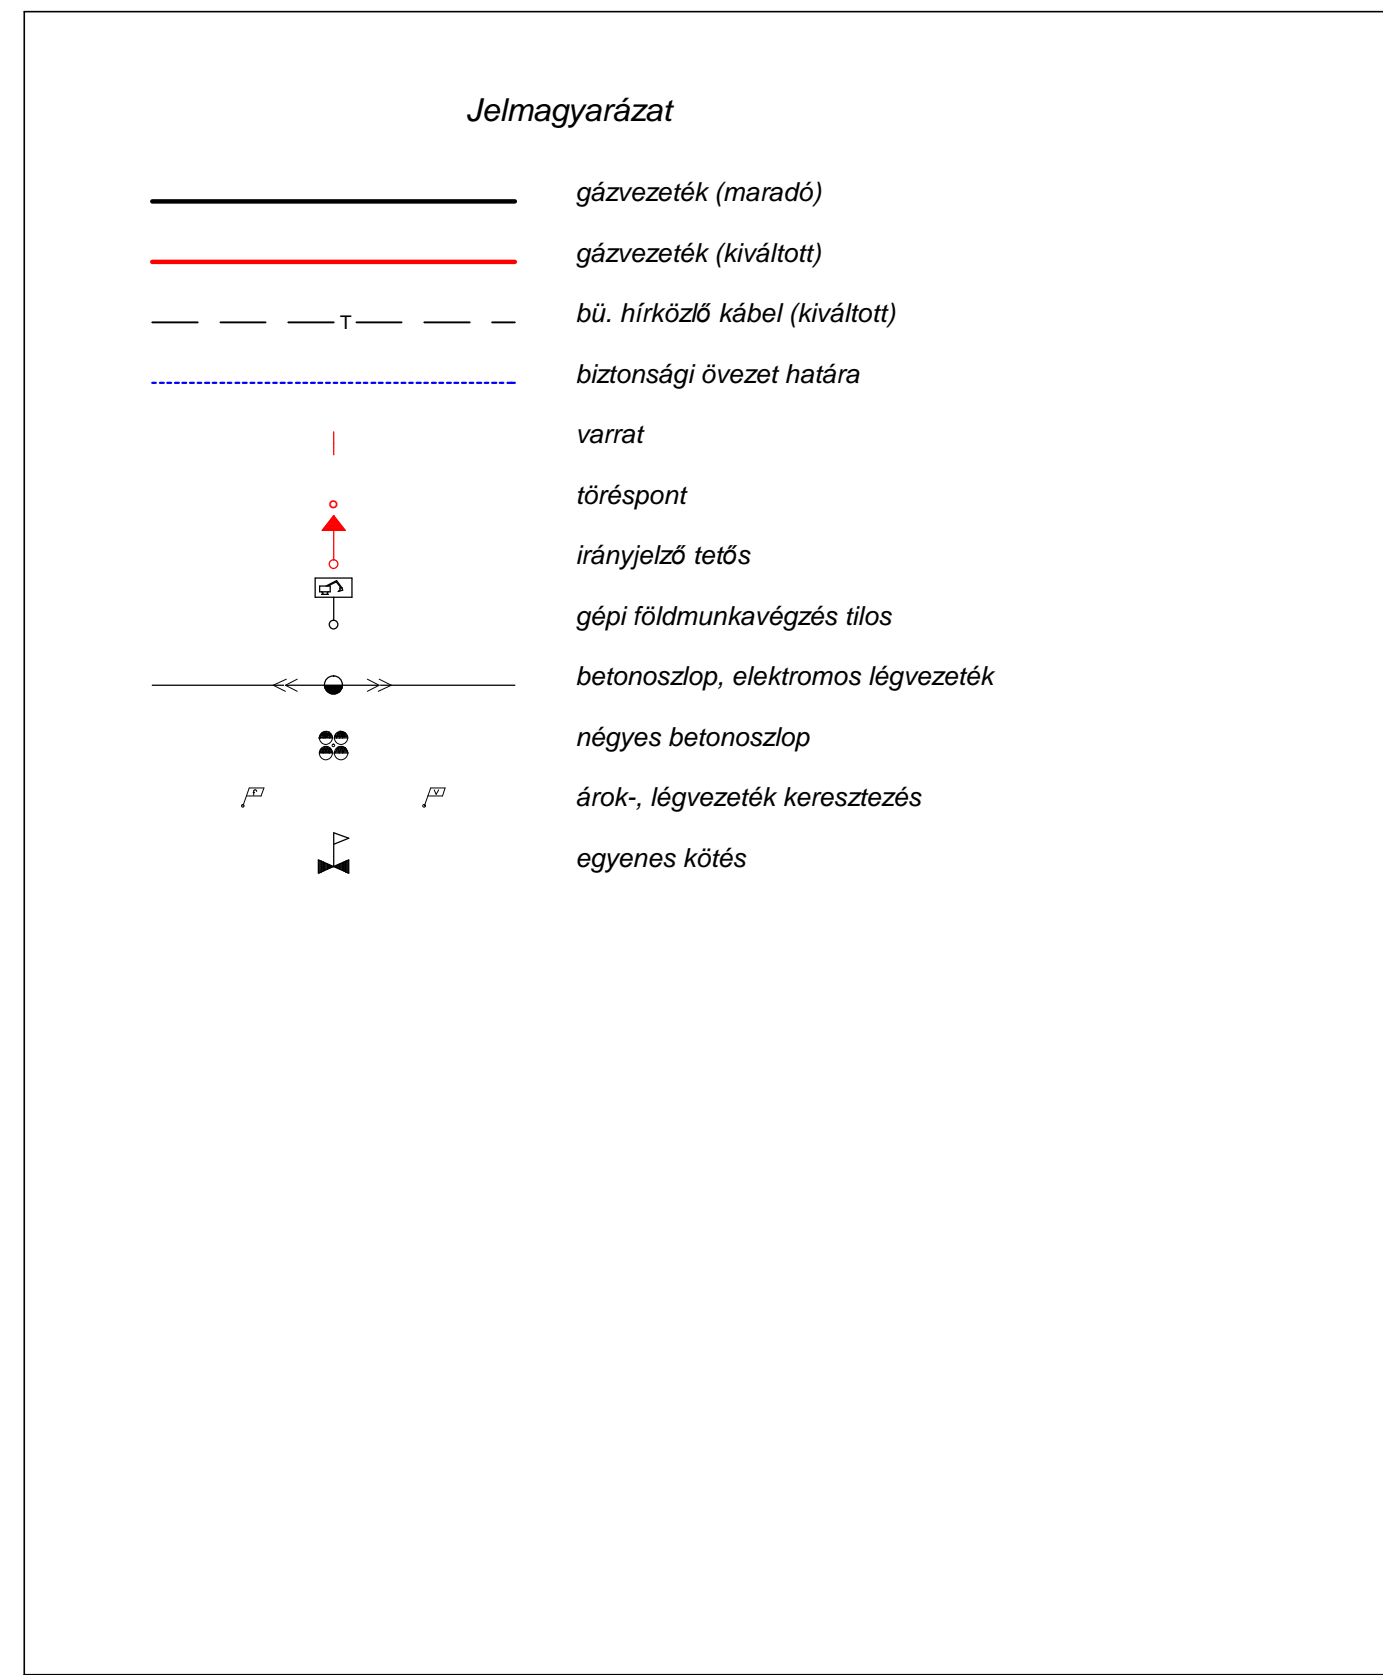 Jelmagyarázat
gázvezeték (maradó)
gázvezeték (kiváltott)
T
bü. hírközlő kábel (kiváltott)
biztonsági övezet határa
varrat
töréspont
irányjelző tetős
gépi földmunkavégzés tilos
betonoszlop, elektromos légvezeték
négyes betonoszlop
árok-, légvezeték keresztezés
egyenes kötés